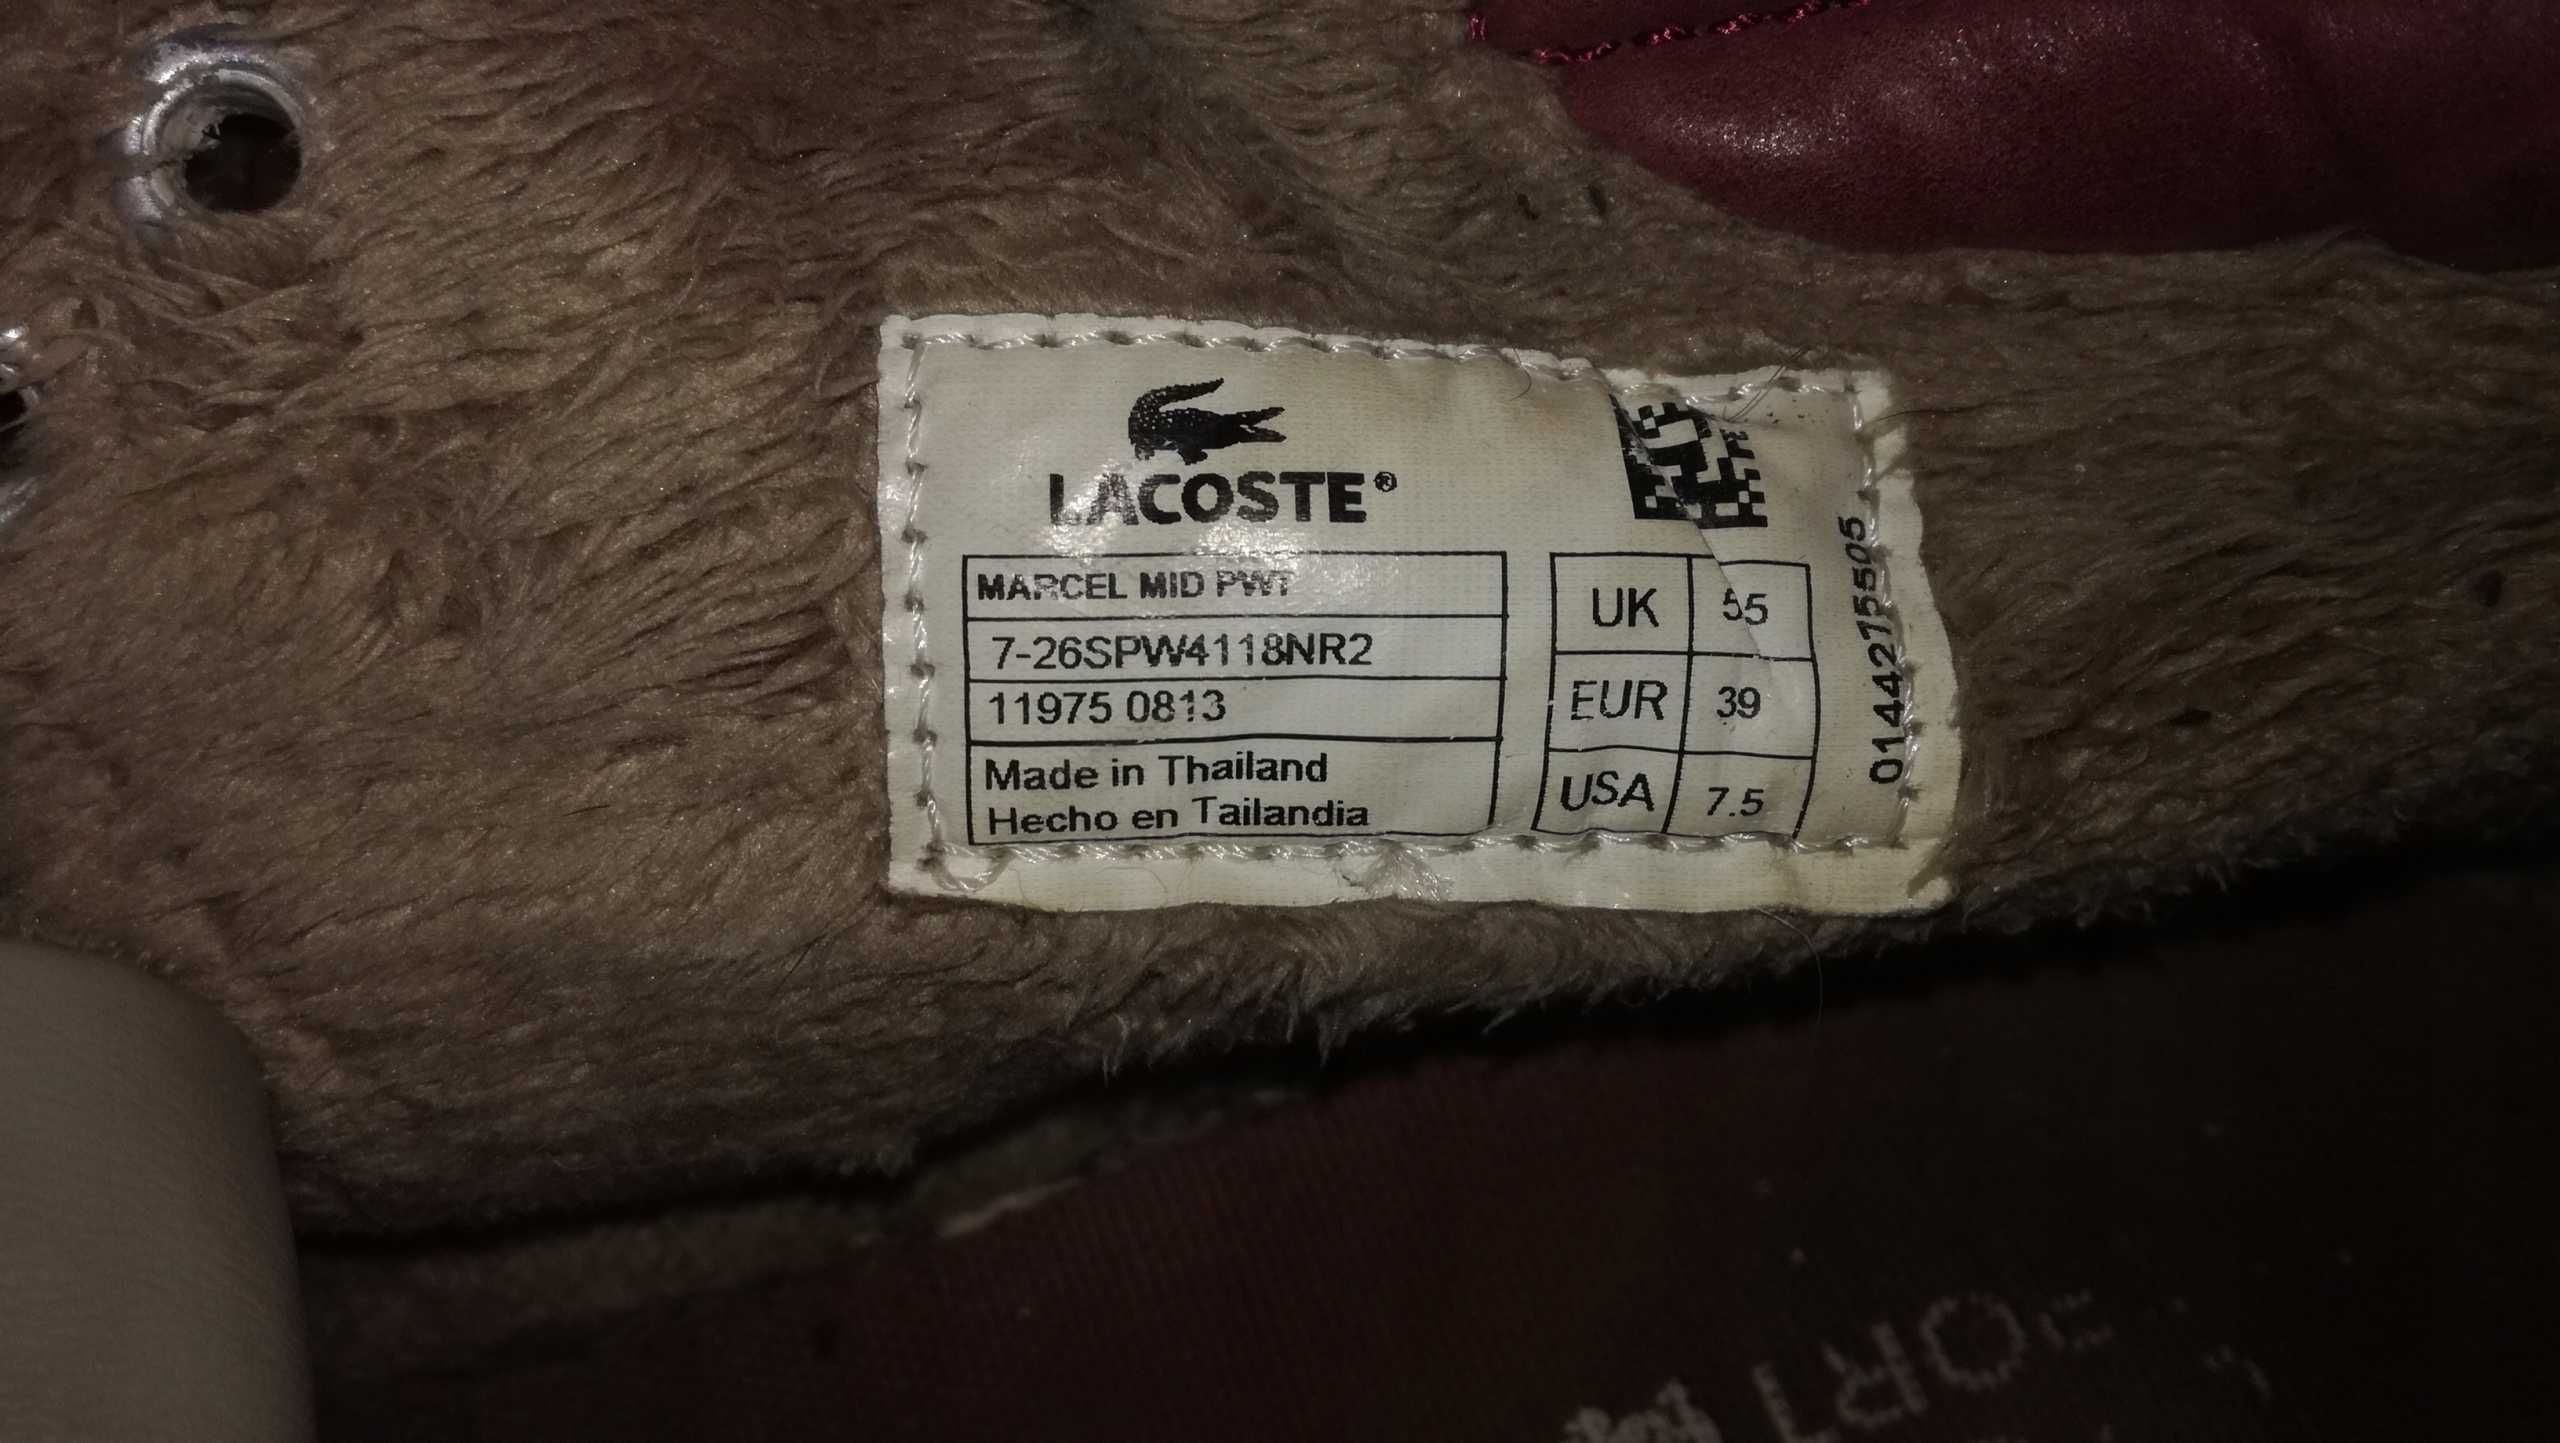 LACOSTE®
MARCEL MID PWT
7-26SPW4118NR2
11975 0813
Made in Thailand
Hecho en Tailandia
UK 55
EUR 39
USA 7.5
0144275505